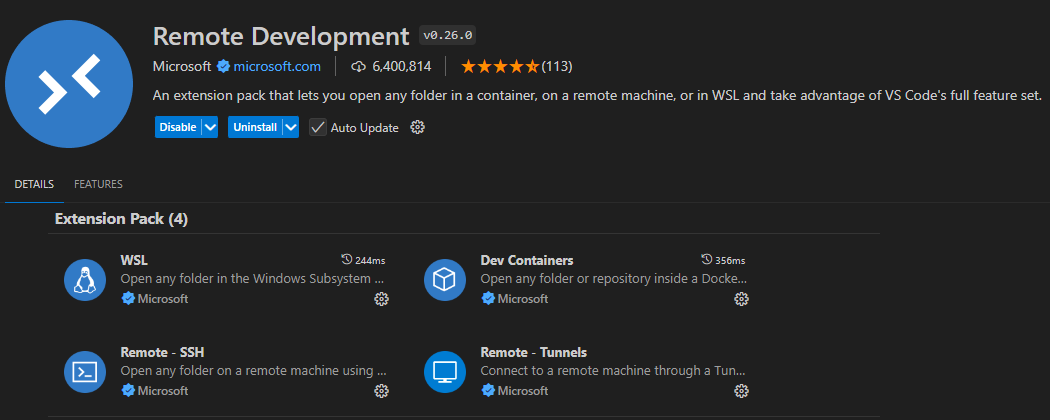 Remote Development v0.26.0
Microsoft microsoft.com 6,400,814 (113)
An extension pack that lets you open any folder in a container, on a remote machine, or in WSL and take advantage of VS Code's full feature set.
Disable Uninstall Auto Update
DETAILS FEATURES
Extension Pack (4)
WSL 244ms
Open any folder in the Windows Subsystem ...
Microsoft
Dev Containers 356ms
Open any folder or repository inside a Docke...
Microsoft
Remote - SSH
Open any folder on a remote machine using ...
Microsoft
Remote - Tunnels
Connect to a remote machine through a Tun...
Microsoft